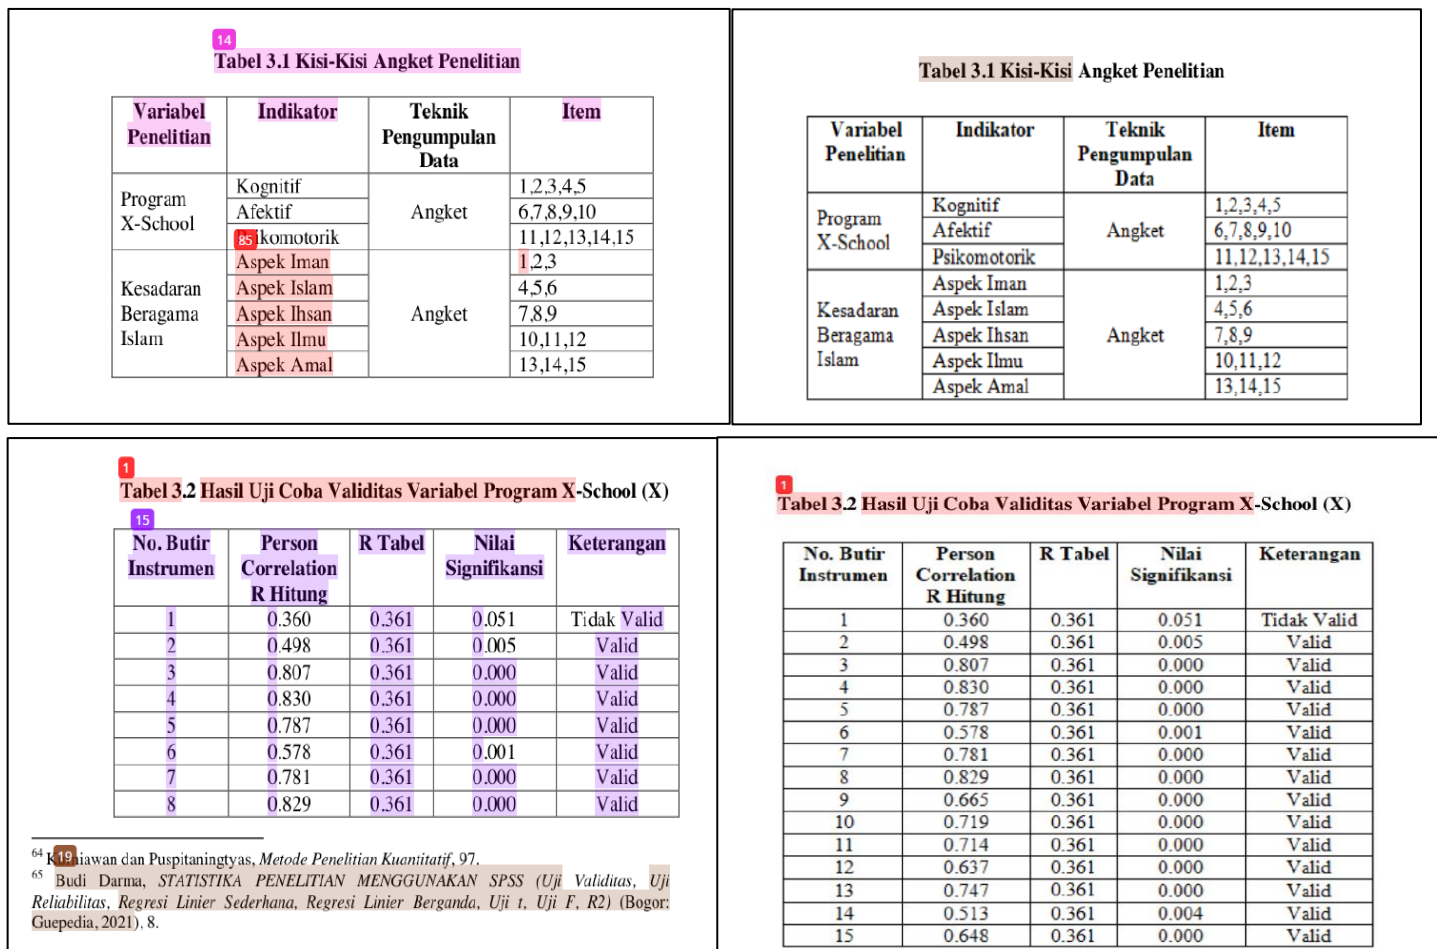 14
Tabel 3.1 Kisi-Kisi Angket Penelitian
Variabel Penelitian Indikator Teknik Pengumpulan Data Item
Program X-School Kognitif Angket 1,2,3,4,5
Afektif 6,7,8,9,10
85 ikomotorik 11,12,13,14,15
Kesadaran Beragama Islam Aspek Iman Angket 1,2,3
Aspek Islam 4,5,6
Aspek Ihsan 7,8,9
Aspek Ilmu 10,11,12
Aspek Amal 13,14,15
Tabel 3.1 Kisi-Kisi Angket Penelitian
Variabel Penelitian Indikator Teknik Pengumpulan Data Item
Program X-School Kognitif Angket 1,2,3,4,5
Afektif 6,7,8,9,10
Psikomotorik 11,12,13,14,15
Kesadaran Beragama Islam Aspek Iman Angket 1,2,3
Aspek Islam 4,5,6
Aspek Ihsan 7,8,9
Aspek Ilmu 10,11,12
Aspek Amal 13,14,15
1
Tabel 3.2 Hasil Uji Coba Validitas Variabel Program X-School (X)
15
No. Butir Instrumen Person Correlation R Hitung R Tabel Nilai Signifikansi Keterangan
1 0.360 0.361 0.051 Tidak Valid
2 0.498 0.361 0.005 Valid
3 0.807 0.361 0.000 Valid
4 0.830 0.361 0.000 Valid
5 0.787 0.361 0.000 Valid
6 0.578 0.361 0.001 Valid
7 0.781 0.361 0.000 Valid
8 0.829 0.361 0.000 Valid
64 K 19 iawan dan Puspitaningtyas, Metode Penelitian Kuantitatif, 97.
65 Budi Darma, STATISTIKA PENELITIAN MENGGUNAKAN SPSS (Uji Validitas, Uji
Reliabilitas, Regresi Linier Sederhana, Regresi Linier Berganda, Uji t, Uji F, R2) (Bogor:
Guepedia, 2021), 8.
1
Tabel 3.2 Hasil Uji Coba Validitas Variabel Program X-School (X)
No. Butir Instrumen Person Correlation R Hitung R Tabel Nilai Signifikansi Keterangan
1 0.360 0.361 0.051 Tidak Valid
2 0.498 0.361 0.005 Valid
3 0.807 0.361 0.000 Valid
4 0.830 0.361 0.000 Valid
5 0.787 0.361 0.000 Valid
6 0.578 0.361 0.001 Valid
7 0.781 0.361 0.000 Valid
8 0.829 0.361 0.000 Valid
9 0.665 0.361 0.000 Valid
10 0.719 0.361 0.000 Valid
11 0.714 0.361 0.000 Valid
12 0.637 0.361 0.000 Valid
13 0.747 0.361 0.000 Valid
14 0.513 0.361 0.004 Valid
15 0.648 0.361 0.000 Valid